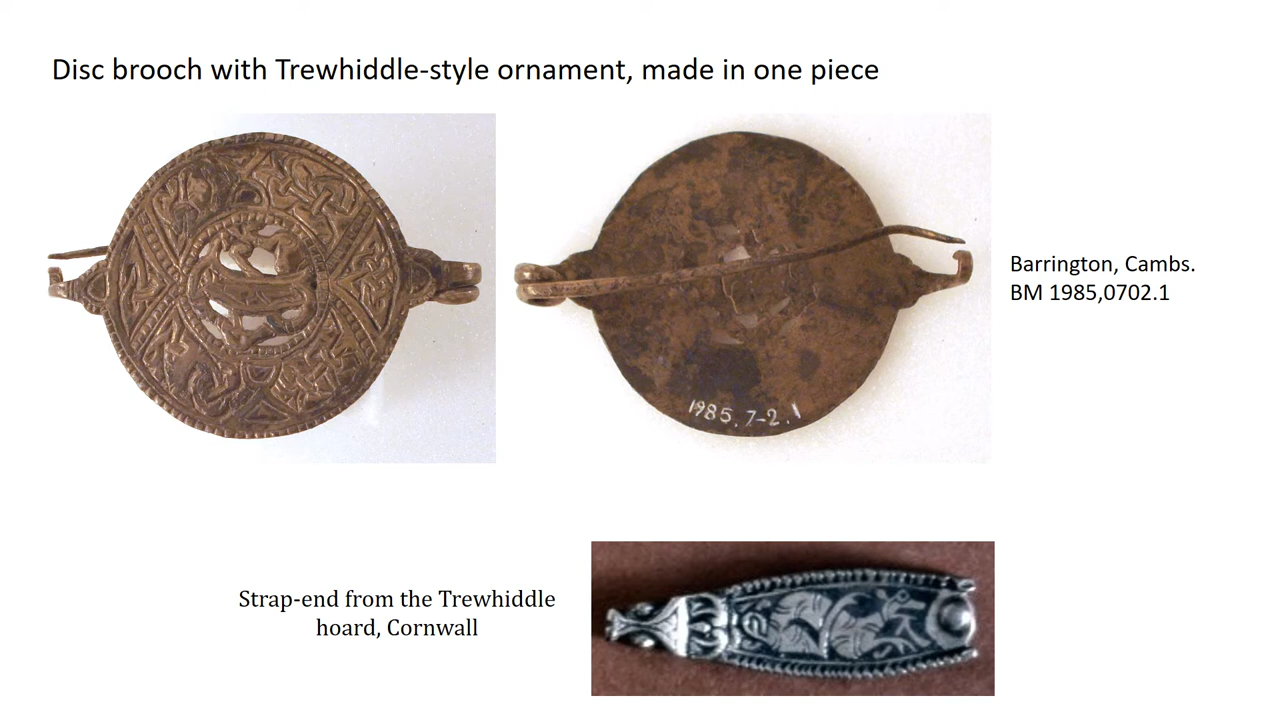 Disc brooch with Trewhiddle-style ornament, made in one piece
Barrington, Cambs.
BM 1985,0702.1
1985,7-2.1
Strap-end from the Trewhiddle
hoard, Cornwall